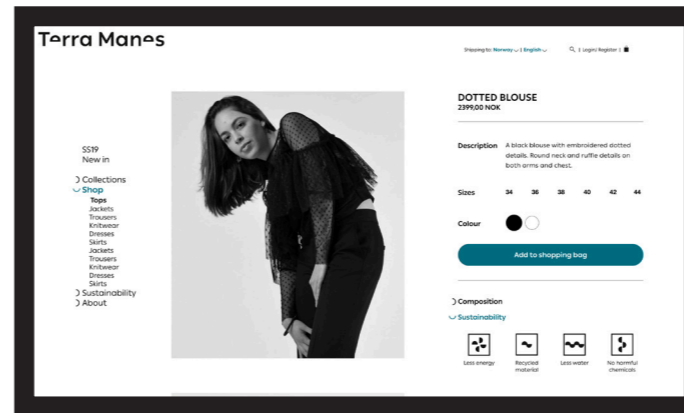 Terra Manes
Shipping to: Norway | English | Login/ Register |
SS19
New in
Collections
Shop
Tops
Jackets
Trousers
Knitwear
Dresses
Skirts
Jackets
Trousers
Knitwear
Dresses
Skirts
Sustainability
About
DOTTED BLOUSE
2399,00 NOK
Description
A black blouse with embroidered dotted
details. Round neck and ruffle details on
both arms and chest.
Sizes 34 36 38 40 42 44
Colour
Add to shopping bag
Composition
Sustainability
Less energy
Recycled
material
Less water
No harmful
chemicals